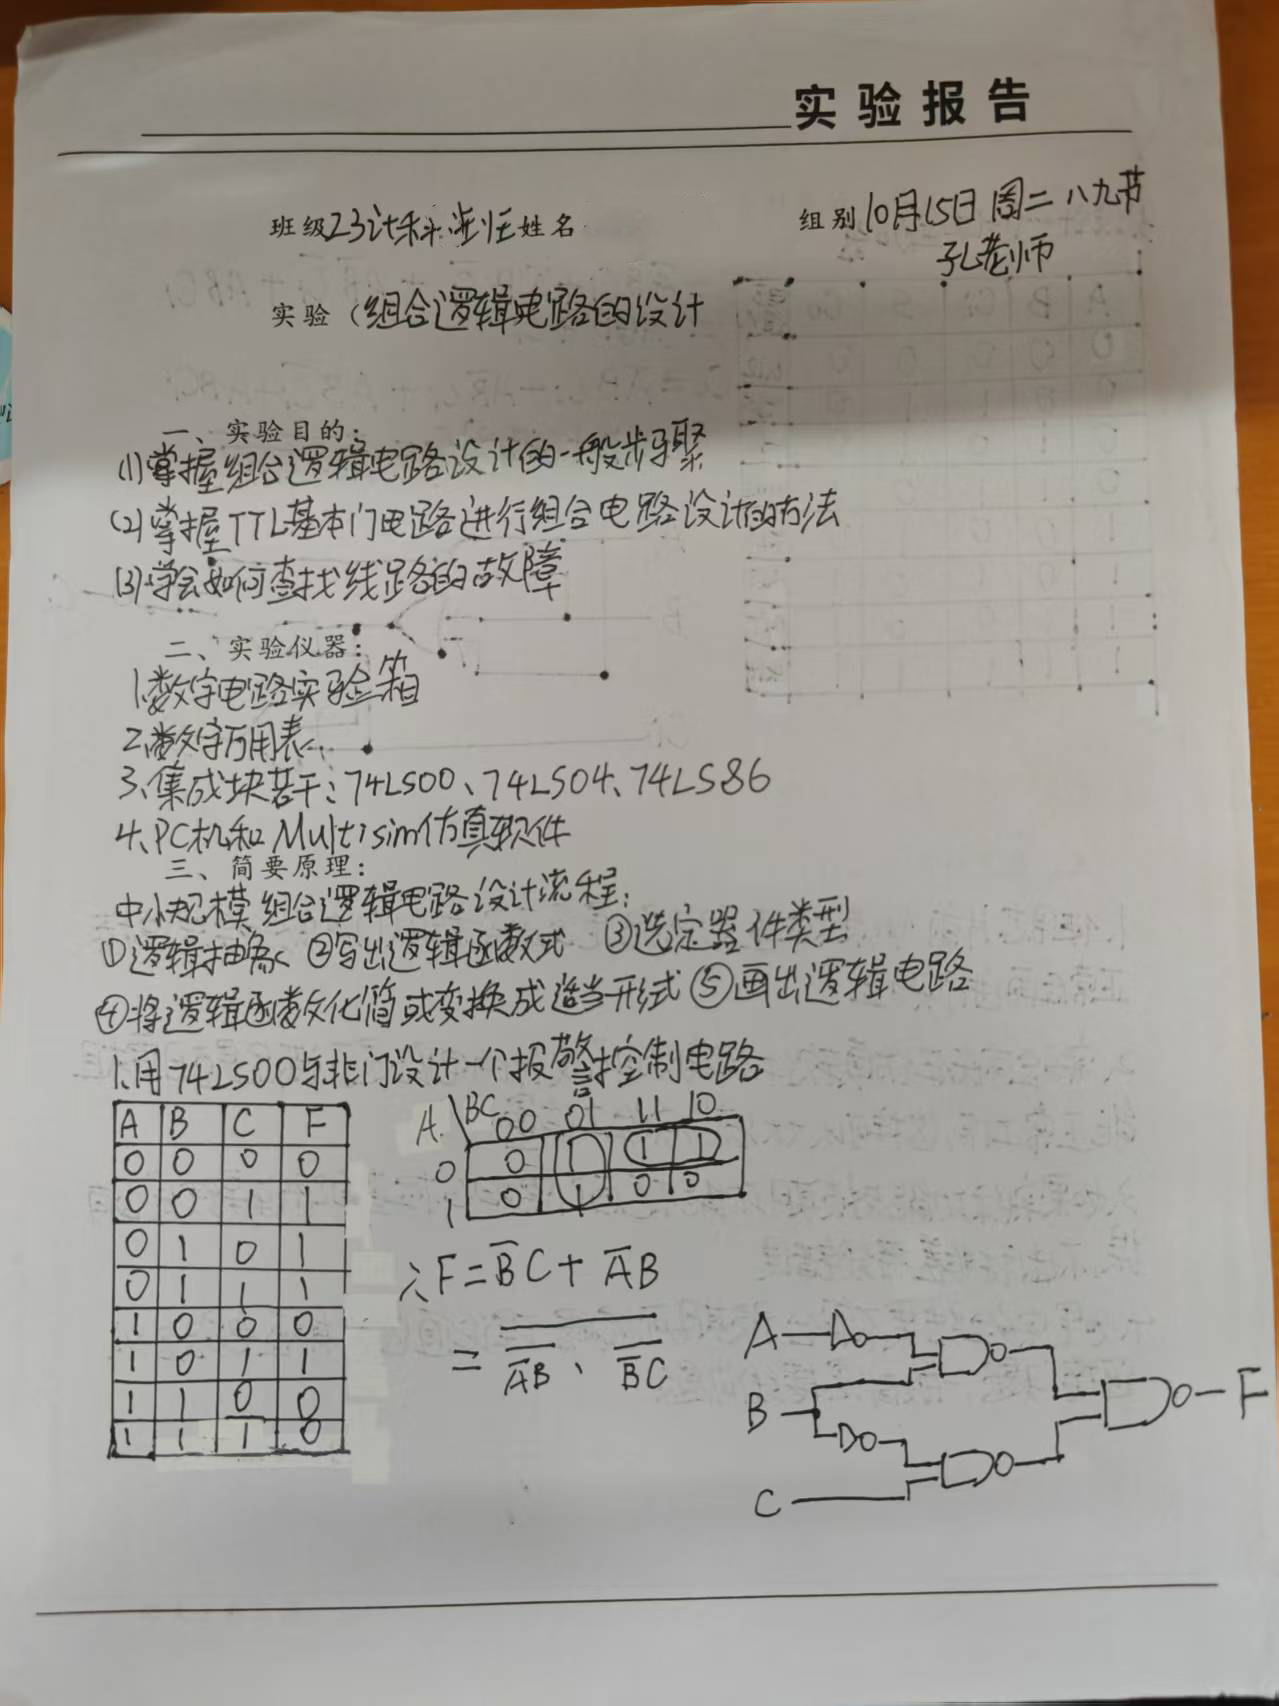 实验报告
班级23计科 姓名
组别10月15日 周二 八九节
孔老师
实验(组合逻辑电路的设计
一、实验目的:
(1)掌握组合逻辑电路设计的一般步骤
(2)掌握TTL基本门电路进行组合电路设计的方法
(3)学会如何查找线路的故障
二、实验仪器:
1.数字电路实验箱
2.数字万用表
3、集成块若干:74LS00、74LS04、74LS86
4、PC机和Multisim仿真软件
三、简要原理:
中小规模组合逻辑电路设计流程:
①逻辑抽象 ②写出逻辑函数式 ③选定器件类型
④将逻辑函数化简或变换成适当形式 ⑤画出逻辑电路
1.用74LS00与非门设计一个报警控制电路
A B C F
0 0 0 0
0 0 1 1
0 1 0 1
0 1 1 1
1 0 0 0
1 0 1 1
1 1 0 0
1 1 1 0
A\BC 00 01 11 10
0 0 1 1 1
1 0 1 0 0
∴F=B̅C+A̅B
= \overline{\overline{A̅B}·\overline{B̅C}}
A
B
C
F